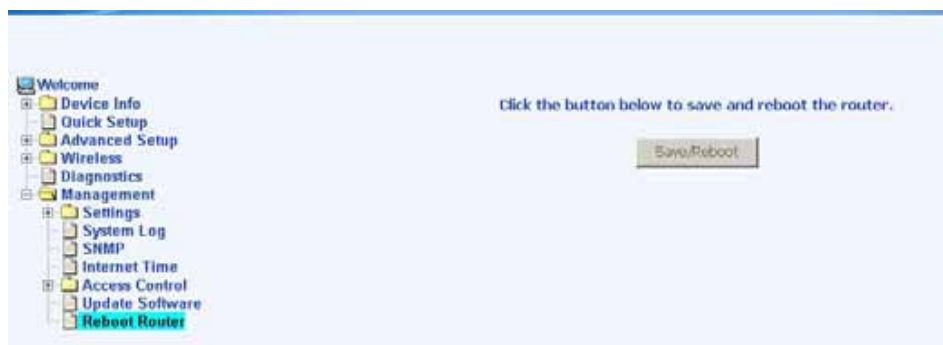 Welcome
Device Info
Quick Setup
Advanced Setup
Wireless
Diagnostics
Management
Settings
System Log
SNMP
Internet Time
Access Control
Update Software
Reboot Router
Click the button below to save and reboot the router.
Save/Reboot